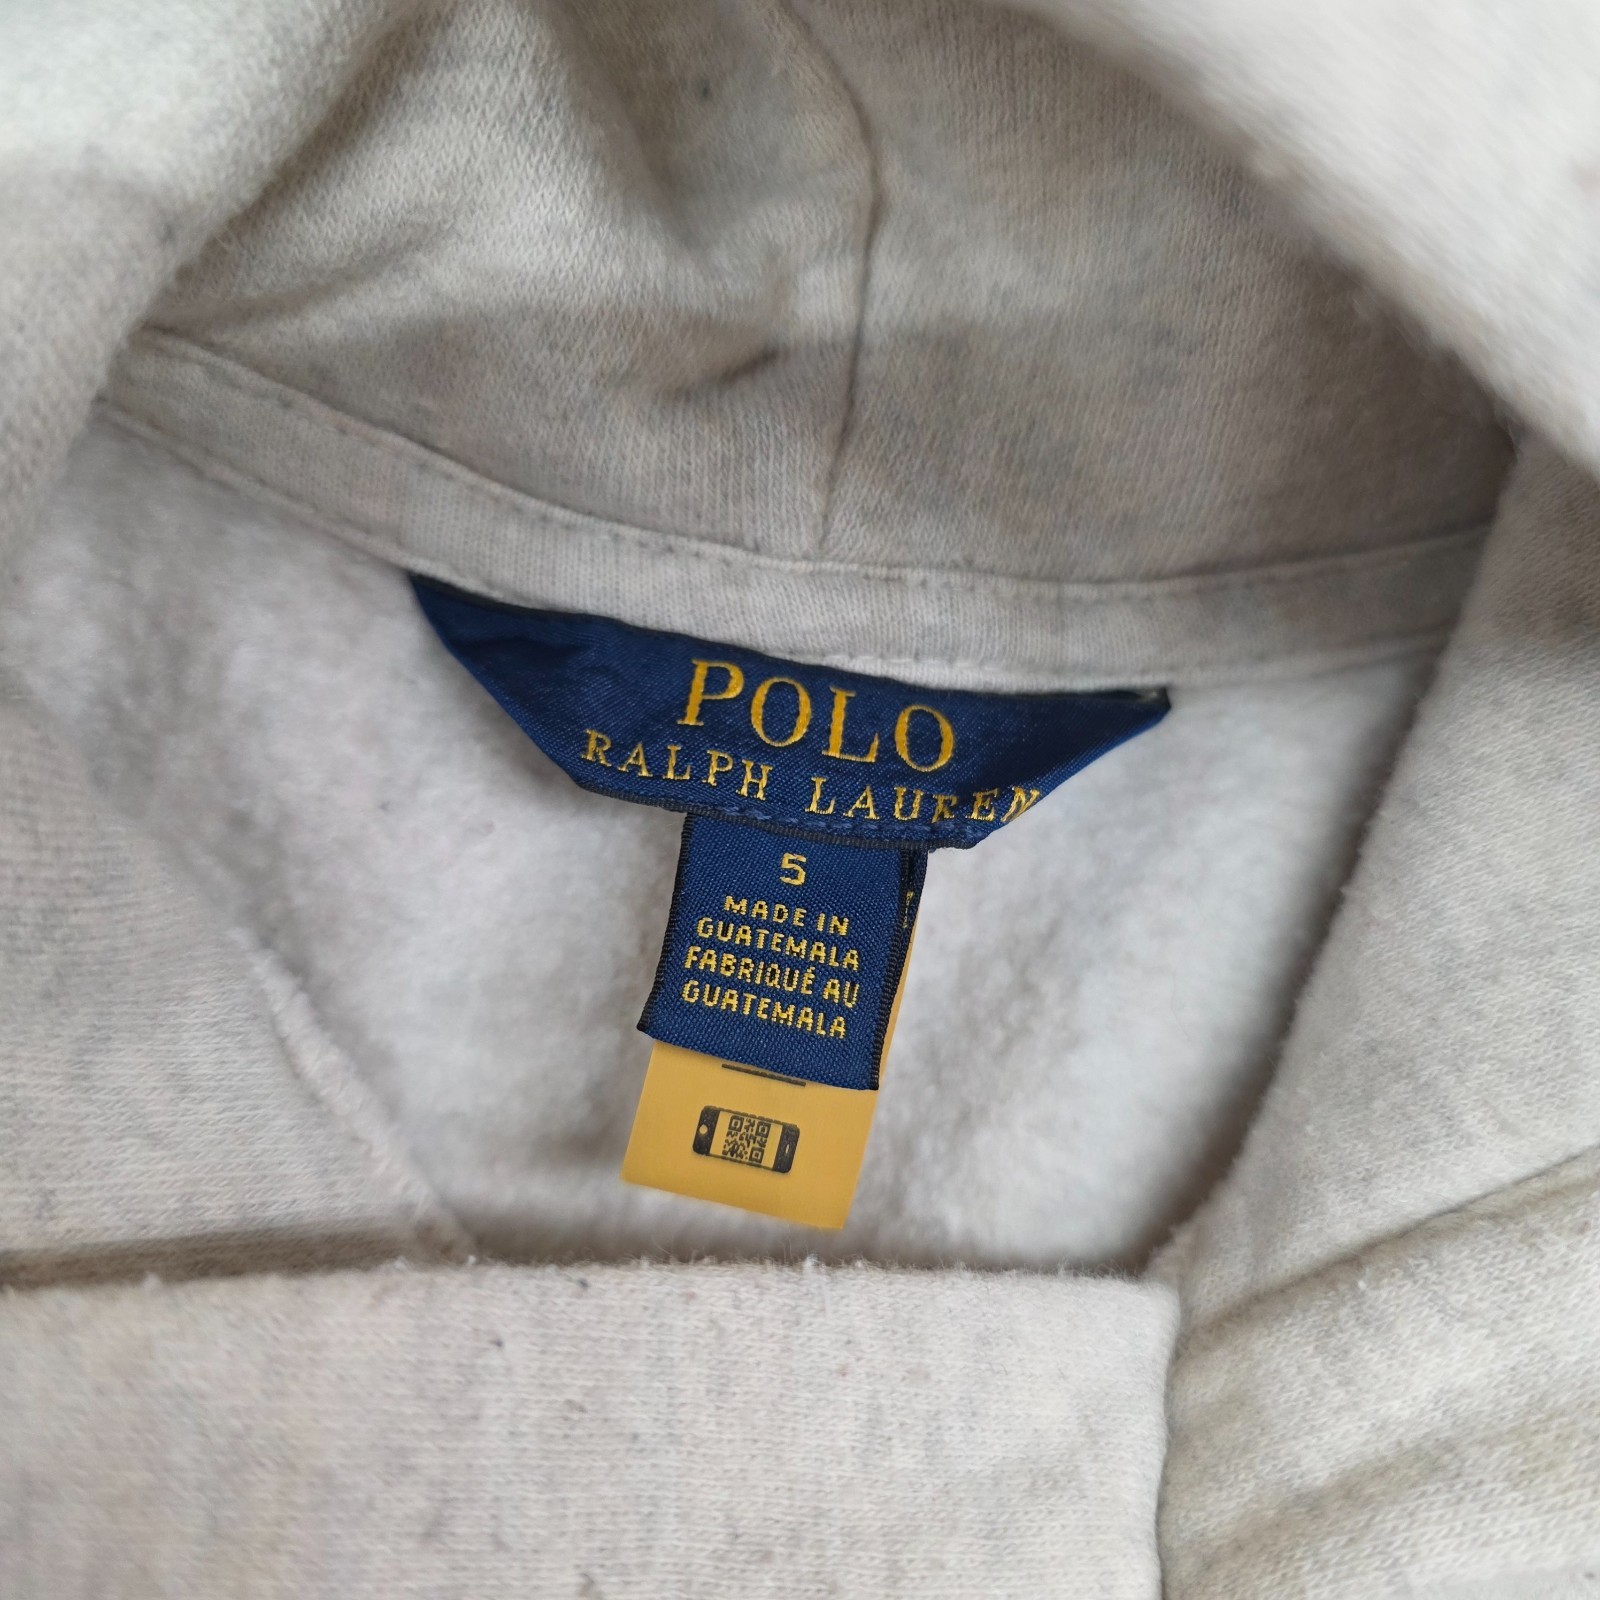 POLO
RALPH LAUREN
5
MADE IN
GUATEMALA
FABRIQUÉ AU
GUATEMALA